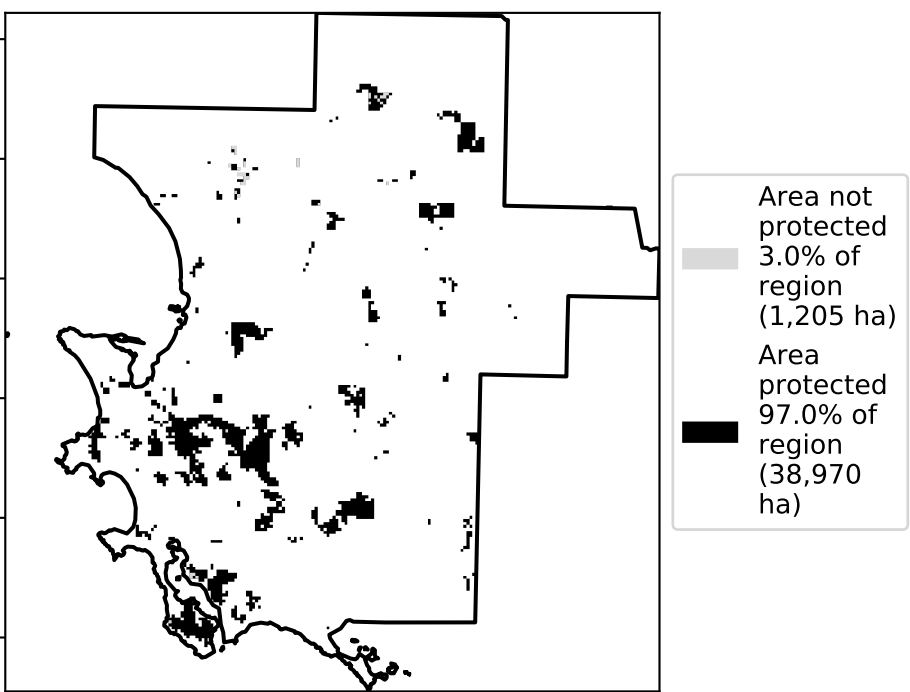 Area not
protected
3.0% of
region
(1,205 ha)
Area
protected
97.0% of
region
(38,970
ha)